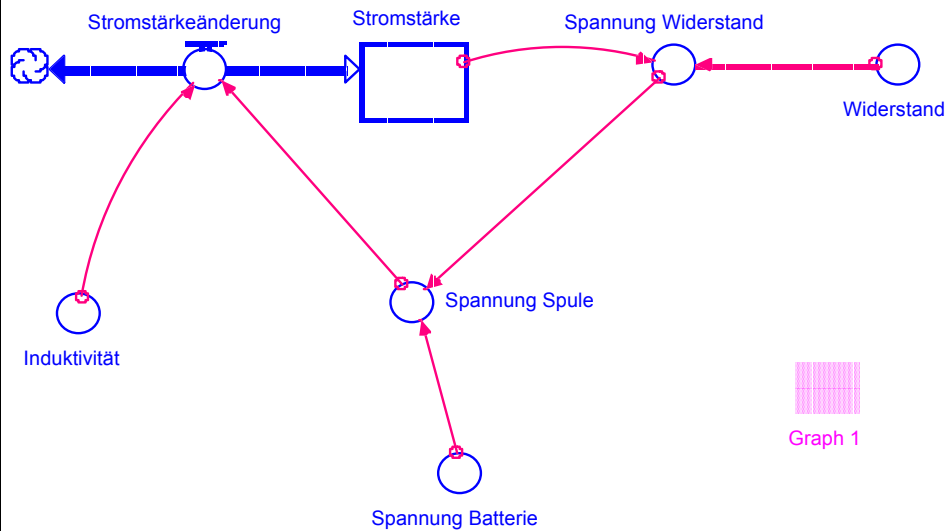 Stromstärkeänderung
Stromstärke
Spannung Widerstand
Widerstand
Spannung Spule
Induktivität
Graph 1
Spannung Batterie